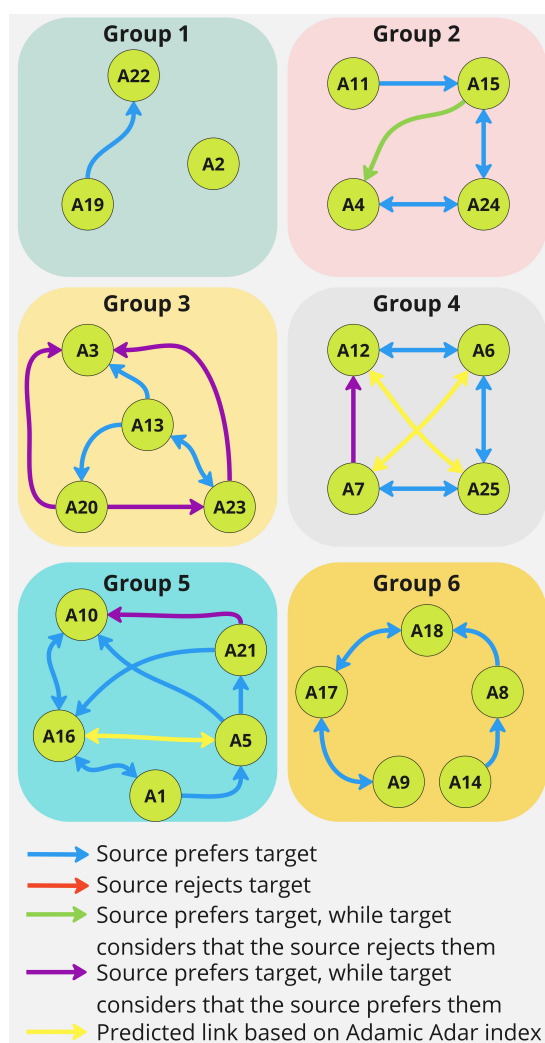 Group 1
A22
A2
A19
Group 2
A11
A15
A4
A24
Group 3
A3
A13
A20
A23
Group 4
A12
A6
A7
A25
Group 5
A10
A21
A16
A5
A1
Group 6
A18
A17
A8
A9
A14
Source prefers target
Source rejects target
Source prefers target, while target
considers that the source rejects them
Source prefers target, while target
considers that the source prefers them
Predicted link based on Adamic Adar index